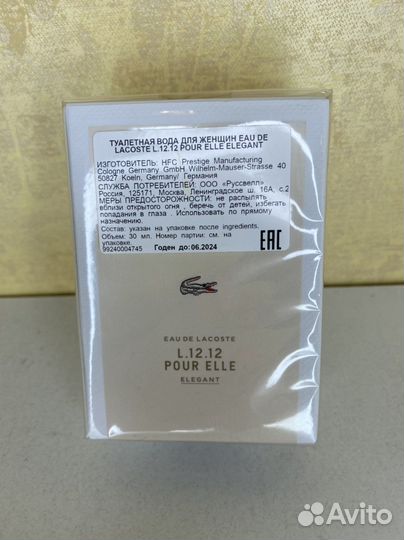 ТУАЛЕТНАЯ ВОДА ДЛЯ ЖЕНЩИН EAU DE
LACOSTE L.12.12 POUR ELLE ELEGANT
ИЗГОТОВИТЕЛЬ: HFC Prestige Manufacturing
Cologne Germany GmbH, Wilhelm-Mauser-Strasse 40
50827 Koeln, Germany/ Германия
СЛУЖБА ПОТРЕБИТЕЛЕЙ: ООО «Руссвелл»
Россия, 125171, Москва, Ленинградское ш. 16А, с.2
МЕРЫ ПРЕДОСТОРОЖНОСТИ: не распылять
вблизи открытого огня , беречь от детей, избегать
попадания в глаза . Использовать по прямому
назначению.
Состав: указан на упаковке после ingredients.
Объем: 30 мл. Номер партии: см. на
упаковке.
99240004745 Годен до:06.2024
EAC
EAU DE LACOSTE
L.12.12
POUR ELLE
ELEGANT
Avito